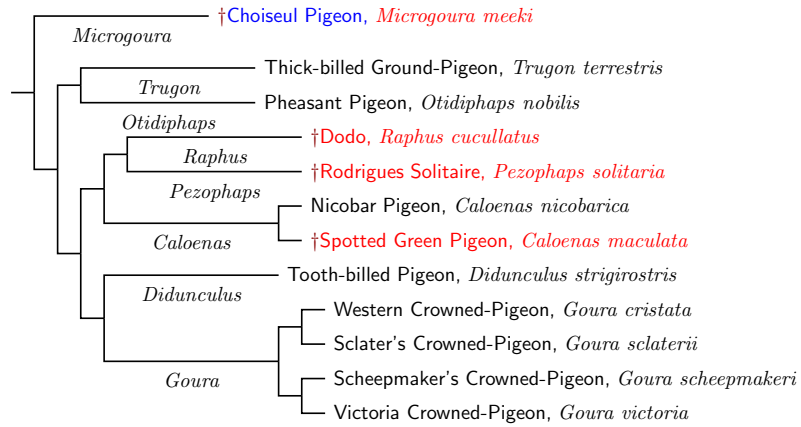 †Choiseul Pigeon, Microgoura meeki
Microgoura
Thick-billed Ground-Pigeon, Trugon terrestris
Trugon
Pheasant Pigeon, Otidiphaps nobilis
Otidiphaps
†Dodo, Raphus cucullatus
Raphus
†Rodrigues Solitaire, Pezophaps solitaria
Pezophaps
Nicobar Pigeon, Caloenas nicobarica
Caloenas
†Spotted Green Pigeon, Caloenas maculata
Tooth-billed Pigeon, Didunculus strigirostris
Didunculus
Western Crowned-Pigeon, Goura cristata
Sclater's Crowned-Pigeon, Goura sclaterii
Goura
Scheepmaker's Crowned-Pigeon, Goura scheepmakeri
Victoria Crowned-Pigeon, Goura victoria